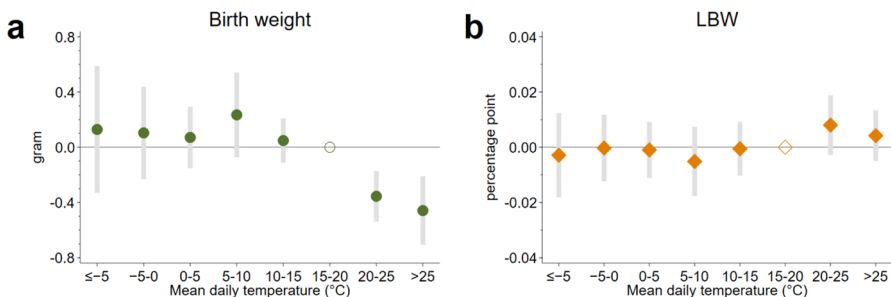 a
Birth weight
0.8
0.4
0.0
−0.4
−0.8
gram
≤−5 −5-0 0-5 5-10 10-15 15-20 20-25 >25
Mean daily temperature (°C)
b
LBW
0.04
0.02
0.00
−0.02
−0.04
percentage point
≤−5 −5-0 0-5 5-10 10-15 15-20 20-25 >25
Mean daily temperature (°C)